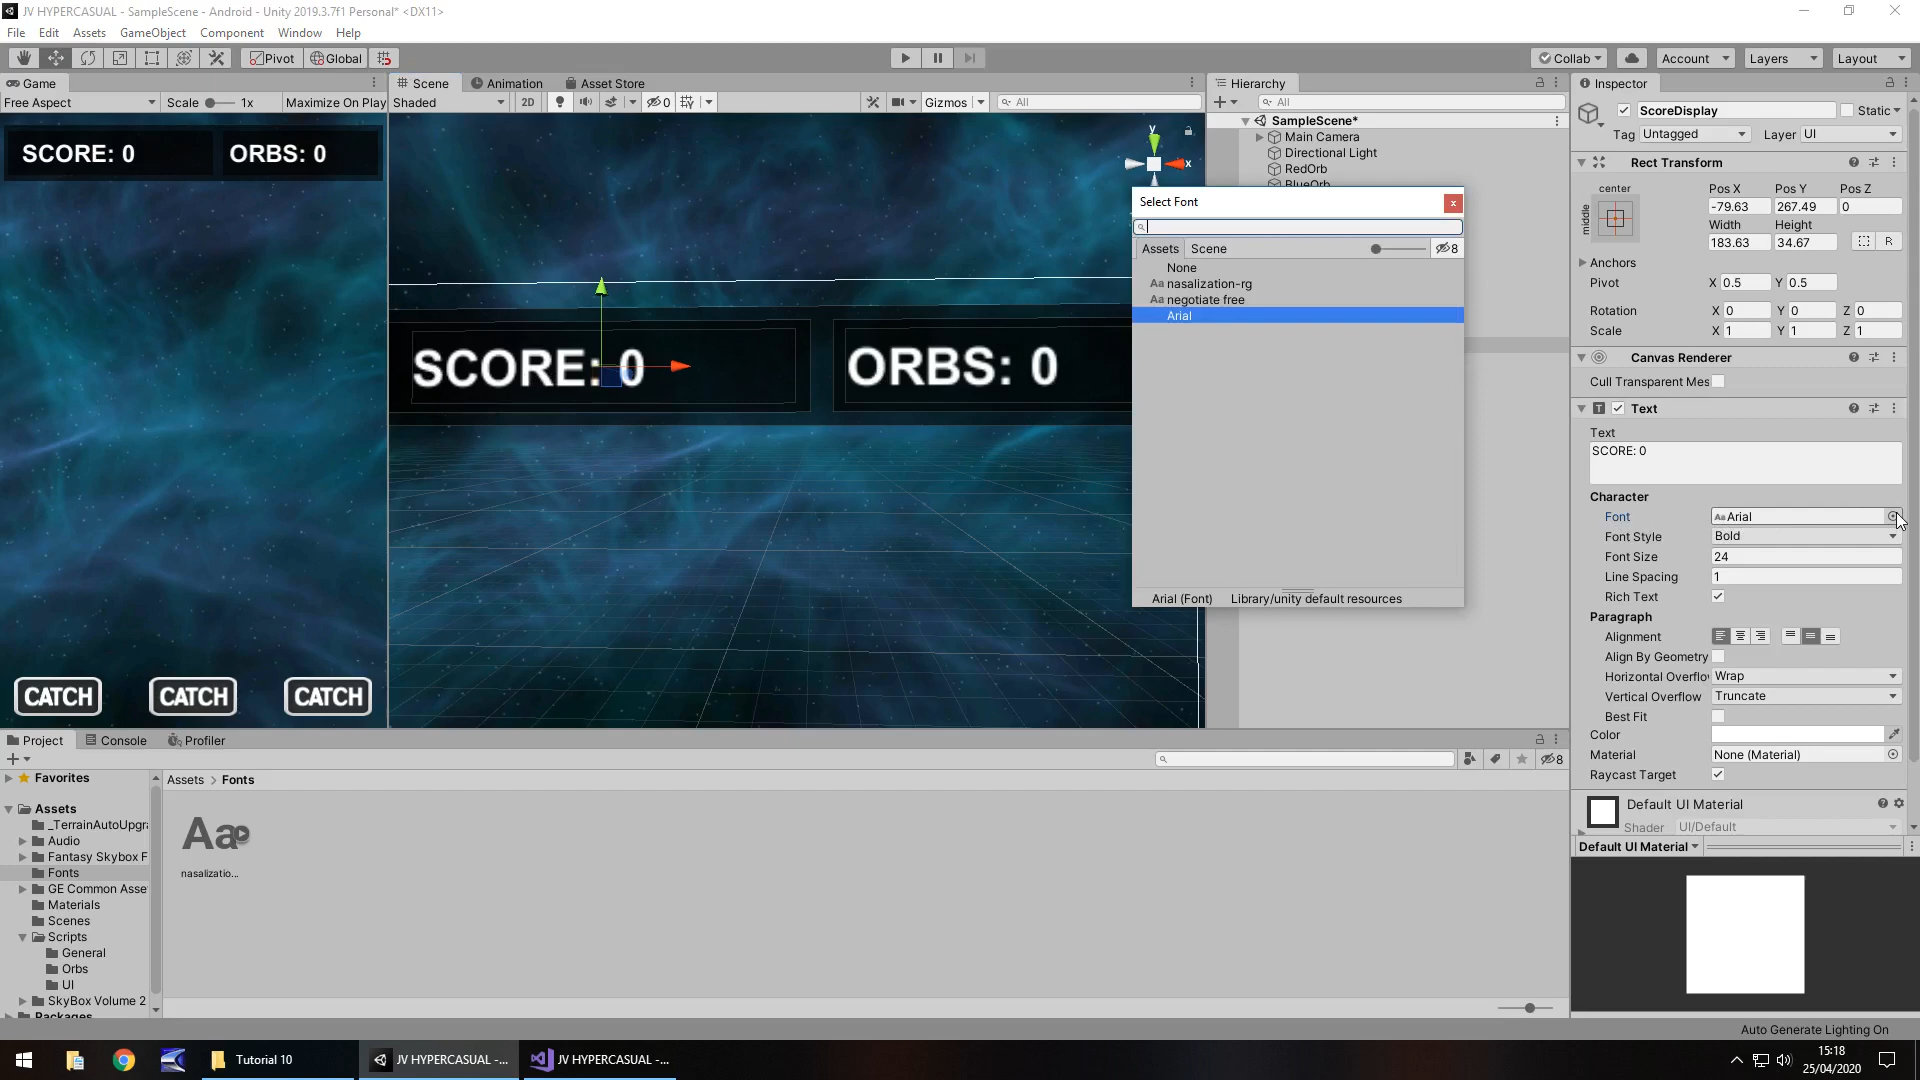 JV HYPERCASUAL - SampleScene - Android - Unity 2019.3.7f1 Personal* <DX11>
File Edit Assets GameObject Component Window Help
Pivot Global Collab Account Layers Layout
Game
Free Aspect Scale 1x Maximize On Play
SCORE: 0 ORBS: 0
CATCH CATCH CATCH
Scene Animation Asset Store
Shaded 2D 0 Gizmos All
y
x
SCORE: 0 ORBS: 0
Hierarchy
All
SampleScene*
Main Camera
Directional Light
RedOrb
BlueOrb
Select Font
x
Assets Scene 8
None
Aa nasalization-rg
Aa negotiate free
Arial
Arial (Font) Library/unity default resources
Inspector
ScoreDisplay Static
Tag Untagged Layer UI
Rect Transform
center
middle
Pos X Pos Y Pos Z
-79.63 267.49 0
Width Height
183.63 34.67 R
Anchors
Pivot X 0.5 Y 0.5
Rotation X 0 Y 0 Z 0
Scale X 1 Y 1 Z 1
Canvas Renderer
Cull Transparent Mes
Text
Text
SCORE: 0
Character
Font Aa Arial
Font Style Bold
Font Size 24
Line Spacing 1
Rich Text
Paragraph
Alignment
Align By Geometry
Horizontal Overflo Wrap
Vertical Overflow Truncate
Best Fit
Color
Material None (Material)
Raycast Target
Default UI Material
Shader UI/Default
Default UI Material
Project Console Profiler
8
Favorites
Assets
_TerrainAutoUpgr
Audio
Fantasy Skybox F
Fonts
GE Common Asse
Materials
Scenes
Scripts
General
Orbs
UI
SkyBox Volume 2
Packages
Assets > Fonts
Aa
nasalizatio...
Auto Generate Lighting On
Tutorial 10 JV HYPERCASUAL -... JV HYPERCASUAL -...
15:18
25/04/2020